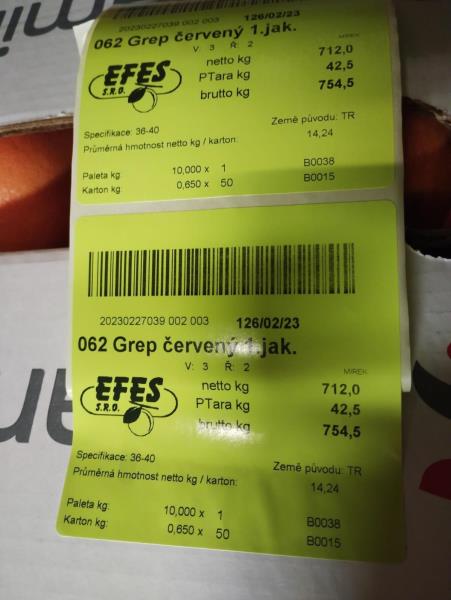 20230227039 002 003 126/02/23
062 Grep červený 1.jak.
V: 3 Ř: 2 MIREK
EFES
S.R.O.
netto kg 712,0
PTara kg 42,5
brutto kg 754,5
Specifikace: 36-40 Země původu: TR
Průměrná hmotnost netto kg / karton: 14,24
Paleta kg: 10,000 x 1 B0038
Karton kg: 0,650 x 50 B0015
20230227039 002 003 126/02/23
062 Grep červený 1.jak.
V: 3 Ř: 2 MIREK
EFES
S.R.O.
netto kg 712,0
PTara kg 42,5
brutto kg 754,5
Specifikace: 36-40 Země původu: TR
Průměrná hmotnost netto kg / karton: 14,24
Paleta kg: 10,000 x 1 B0038
Karton kg: 0,650 x 50 B0015